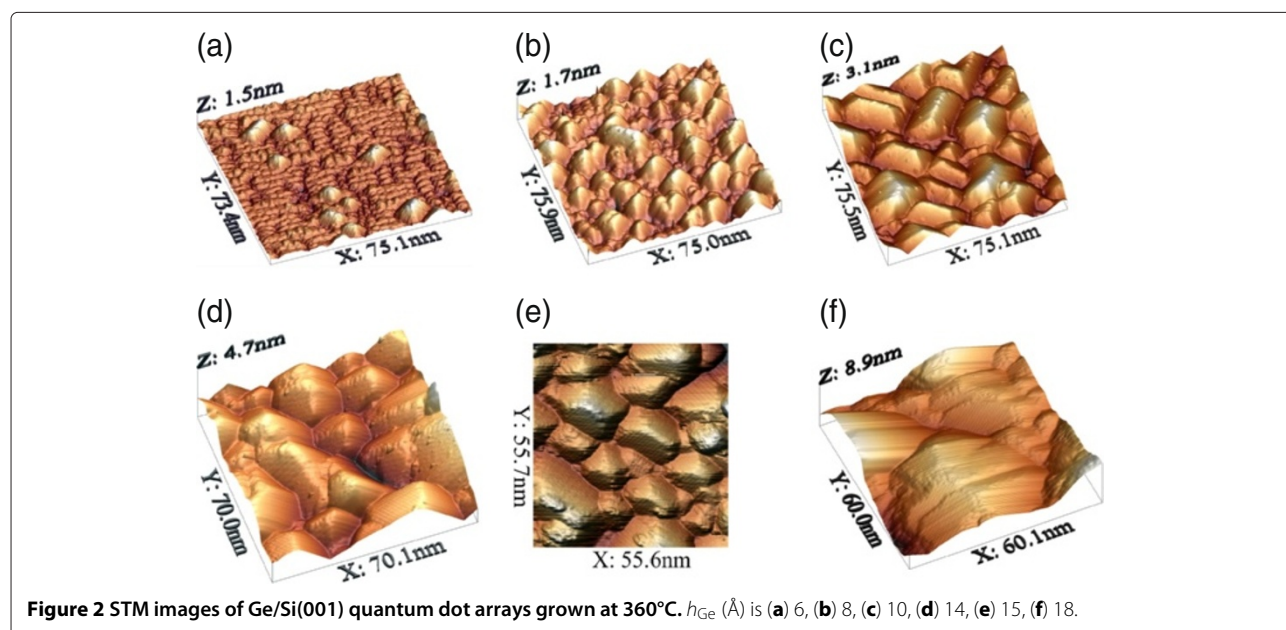 (a)
Z: 1.5nm
Y: 73.4nm
X: 75.1nm
(b)
Z: 1.7nm
Y: 75.9nm
X: 75.0nm
(c)
Z: 3.1nm
Y: 75.5nm
X: 75.1nm
(d)
Z: 4.7nm
Y: 70.0nm
X: 70.1nm
(e)
Y: 55.7nm
X: 55.6nm
(f)
Z: 8.9nm
Y: 60.0nm
X: 60.1nm
Figure 2 STM images of Ge/Si(001) quantum dot arrays grown at 360°C. hGe (Å) is (a) 6, (b) 8, (c) 10, (d) 14, (e) 15, (f) 18.